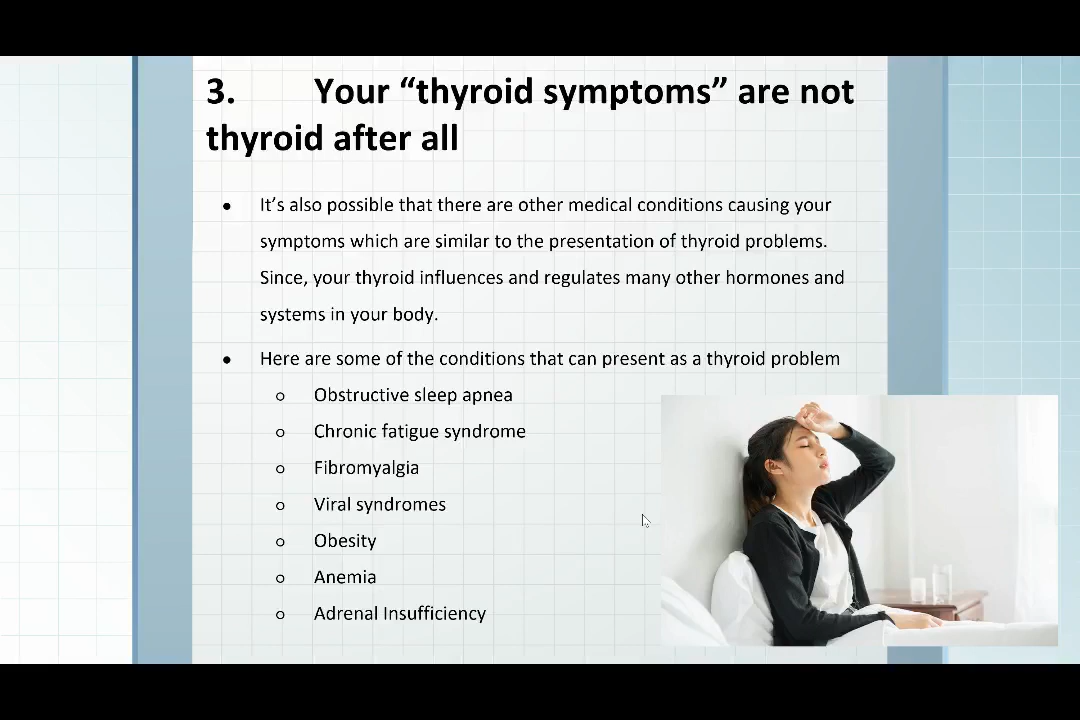 3. Your “thyroid symptoms” are not
thyroid after all
● It’s also possible that there are other medical conditions causing your
symptoms which are similar to the presentation of thyroid problems.
Since, your thyroid influences and regulates many other hormones and
systems in your body.
● Here are some of the conditions that can present as a thyroid problem
○ Obstructive sleep apnea
○ Chronic fatigue syndrome
○ Fibromyalgia
○ Viral syndromes
○ Obesity
○ Anemia
○ Adrenal Insufficiency